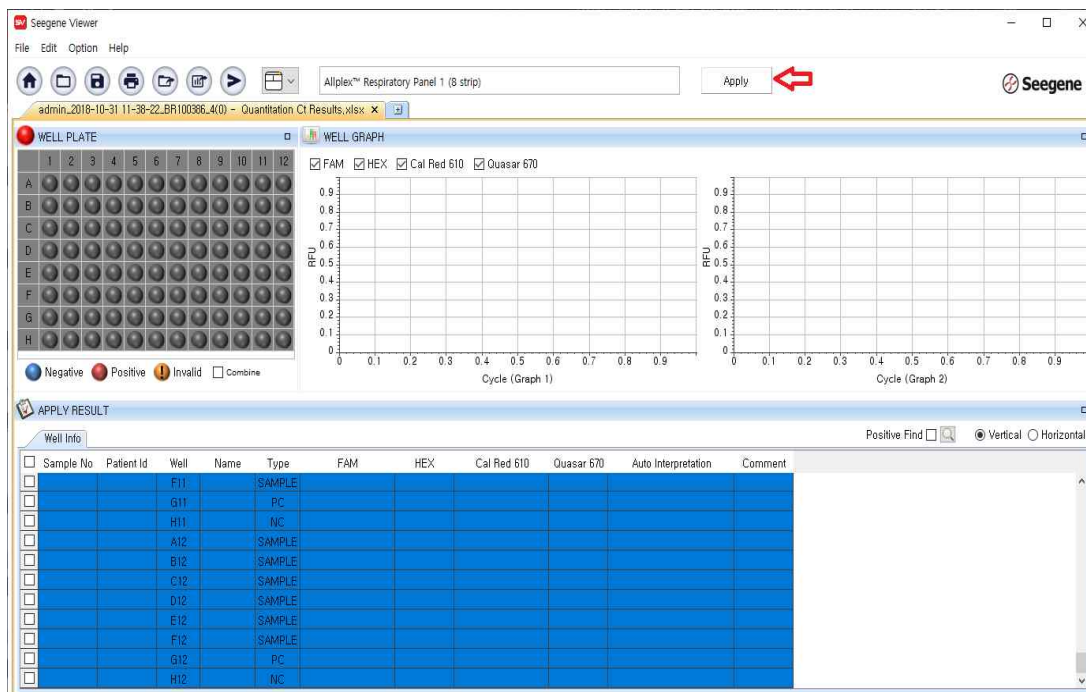 SV Seegene Viewer
File Edit Option Help
Allplex™ Respiratory Panel 1 (8 strip) Apply Seegene
admin_2018-10-31 11-38-22_BR100386_4(0) - Quantitation Ct Results.xlsx
WELL PLATE
1 2 3 4 5 6 7 8 9 10 11 12
A
B
C
D
E
F
G
H
Negative Positive Invalid Combine
WELL GRAPH
FAM HEX Cal Red 610 Quasar 670
0.9
0.8
0.7
0.6
0.5
0.4
0.3
0.2
0.1
0
RFU
0 0.1 0.2 0.3 0.4 0.5 0.6 0.7 0.8 0.9
Cycle (Graph 1)
0.9
0.8
0.7
0.6
0.5
0.4
0.3
0.2
0.1
0
RFU
0 0.1 0.2 0.3 0.4 0.5 0.6 0.7 0.8 0.9
Cycle (Graph 2)
APPLY RESULT
Well Info Positive Find Vertical Horizontal
Sample No Patient Id Well Name Type FAM HEX Cal Red 610 Quasar 670 Auto Interpretation Comment
F11 SAMPLE
G11 PC
H11 NC
A12 SAMPLE
B12 SAMPLE
C12 SAMPLE
D12 SAMPLE
E12 SAMPLE
F12 SAMPLE
G12 PC
H12 NC